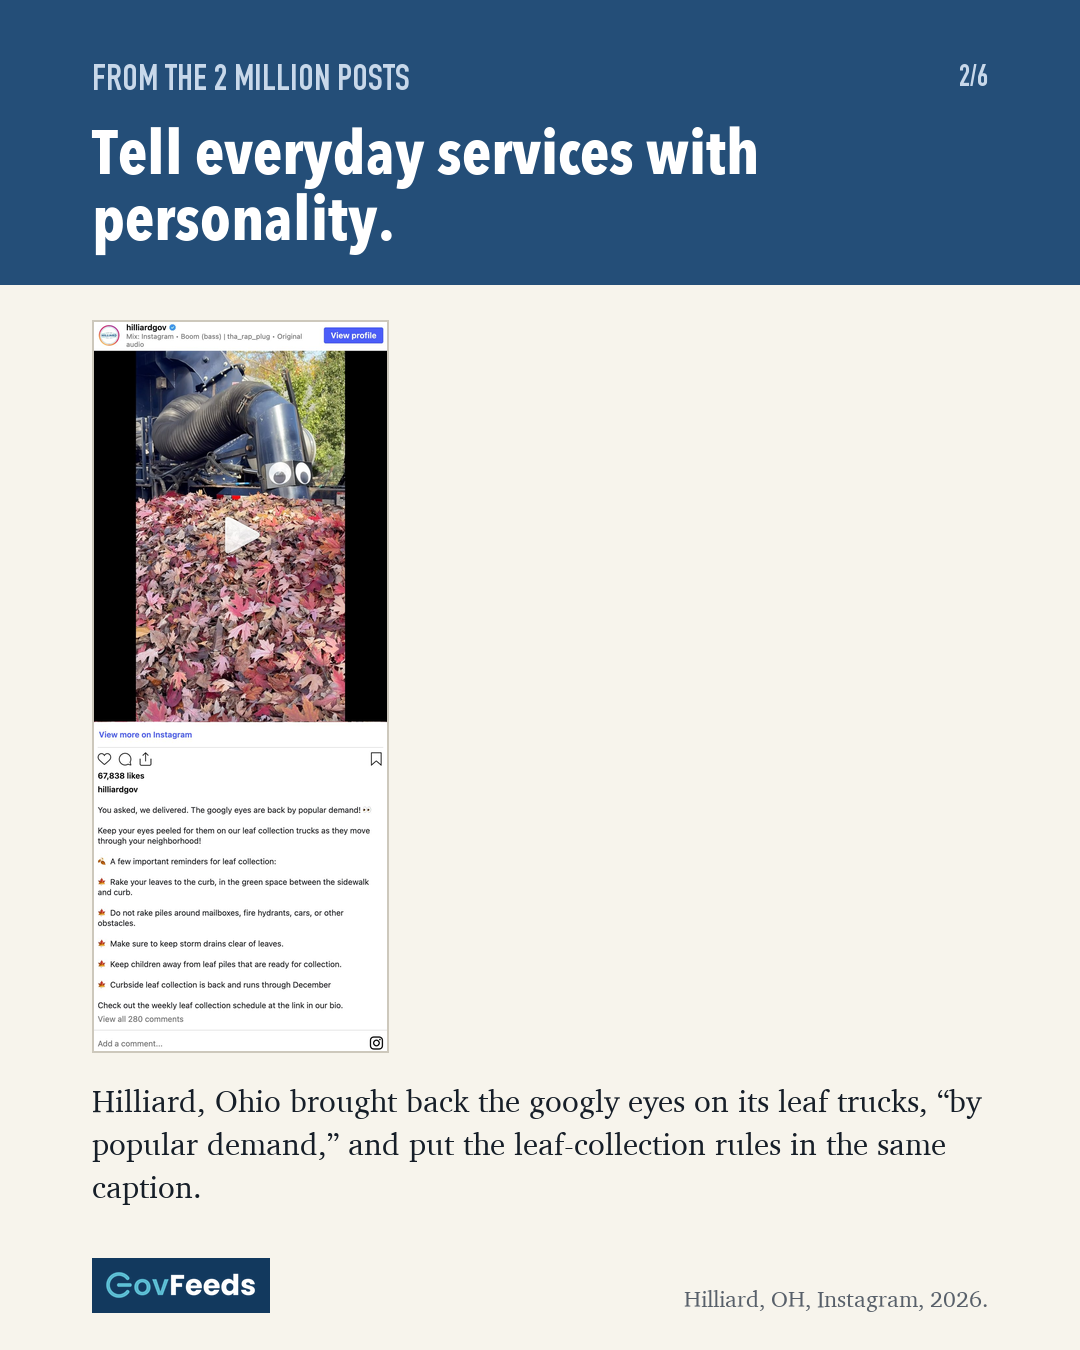 FROM THE 2 MILLION POSTS
2/6
Tell everyday services with
personality.
hilliardgov
Mix: Instagram • Boom (bass) | tha_rap_plug • Original
audio
View profile
View more on Instagram
67,838 likes
hilliardgov
You asked, we delivered. The googly eyes are back by popular demand! 👀
Keep your eyes peeled for them on our leaf collection trucks as they move
through your neighborhood!
🍂 A few important reminders for leaf collection:
🍁 Rake your leaves to the curb, in the green space between the sidewalk
and curb.
🍁 Do not rake piles around mailboxes, fire hydrants, cars, or other
obstacles.
🍁 Make sure to keep storm drains clear of leaves.
🍁 Keep children away from leaf piles that are ready for collection.
🍁 Curbside leaf collection is back and runs through December
Check out the weekly leaf collection schedule at the link in our bio.
View all 280 comments
Add a comment...
Hilliard, Ohio brought back the googly eyes on its leaf trucks, “by
popular demand,” and put the leaf-collection rules in the same
caption.
GovFeeds
Hilliard, OH, Instagram, 2026.